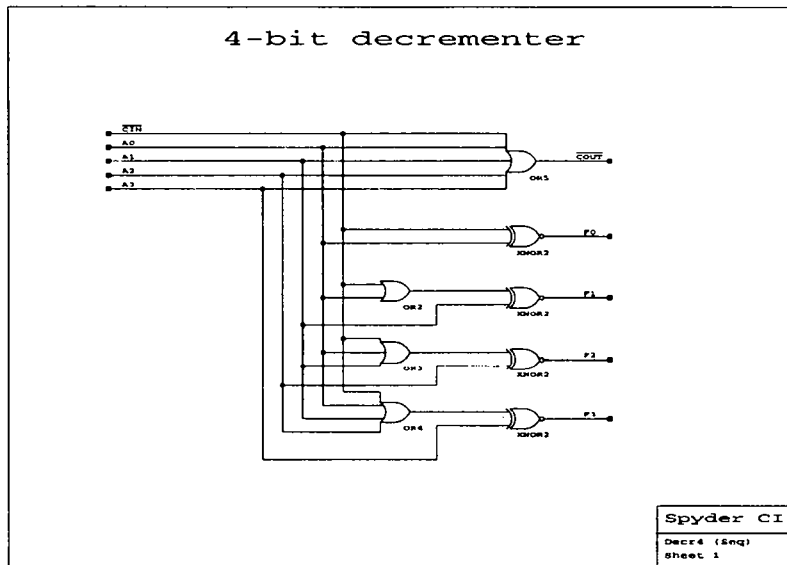 4-bit decrementer
CIN
A0
A1
A2
A3
COUT
OR5
F0
XNOR2
F1
OR2
XNOR2
F2
OR3
XNOR2
F3
OR4
XNOR2
Spyder CI
Decr4 (Snq)
Sheet 1